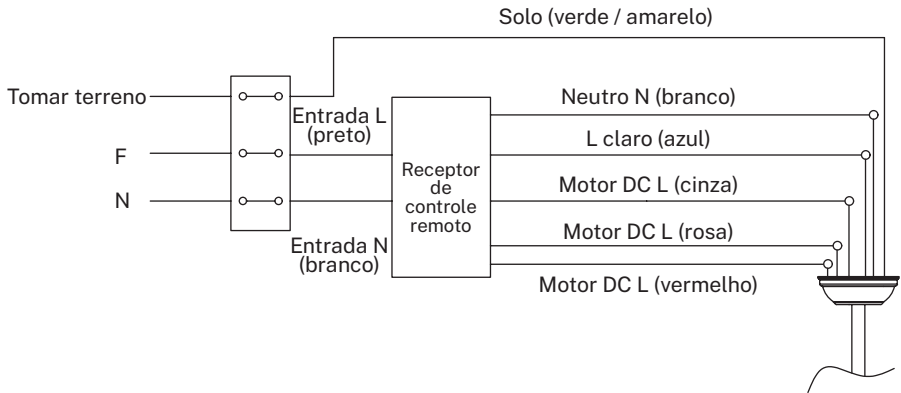 Solo (verde / amarelo)
Tomar terreno
F
N
Entrada L
(preto)
Entrada N
(branco)
Receptor
de
controle
remoto
Neutro N (branco)
L claro (azul)
Motor DC L (cinza)
Motor DC L (rosa)
Motor DC L (vermelho)